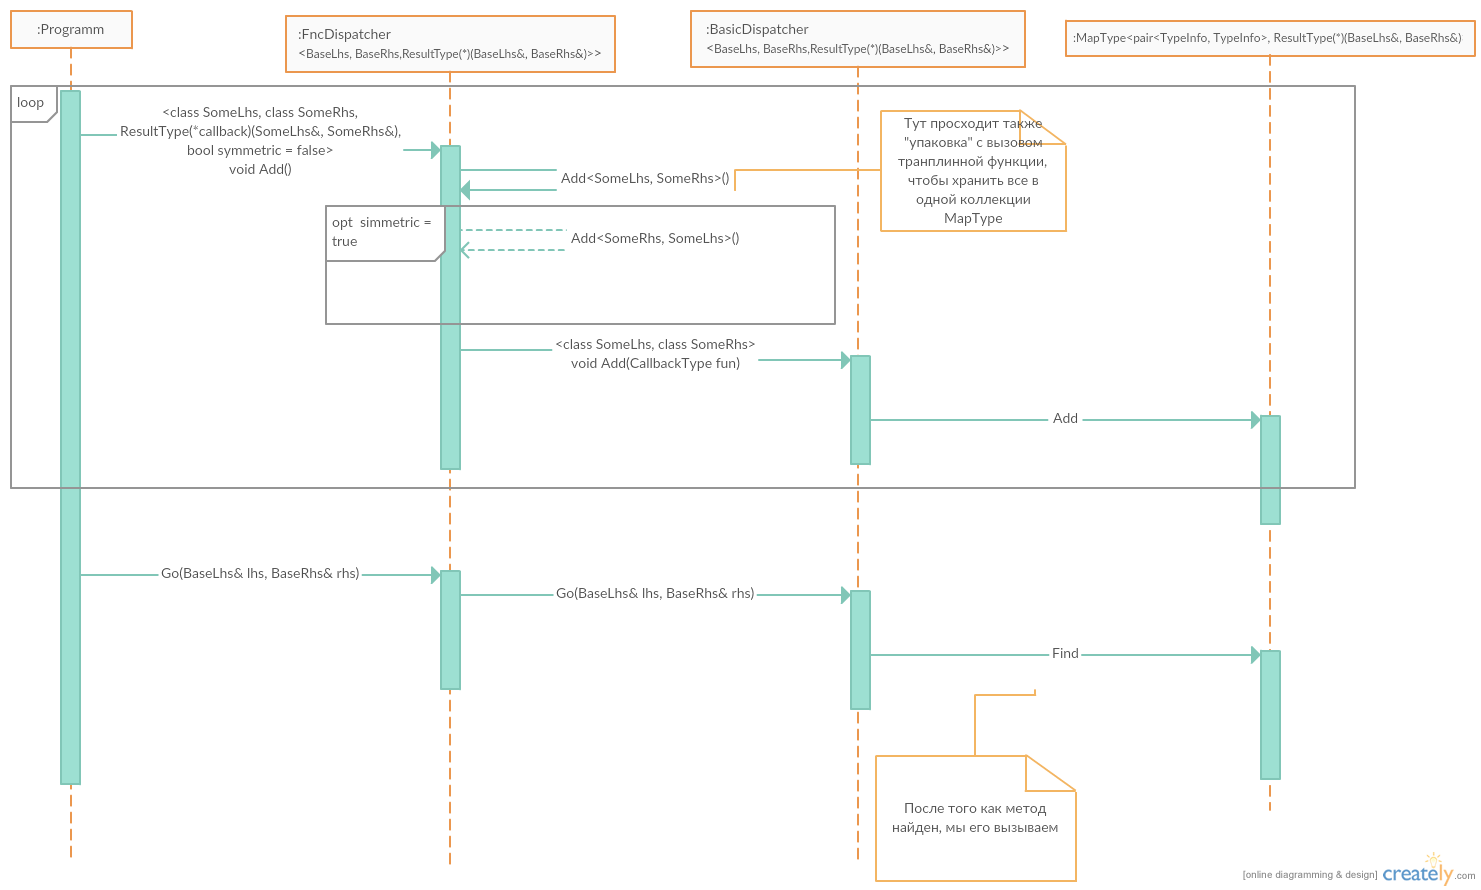 :Programm
:FncDispatcher
<BaseLhs, BaseRhs,ResultType(*)(BaseLhs&, BaseRhs&)>>
:BasicDispatcher
<BaseLhs, BaseRhs,ResultType(*)(BaseLhs&, BaseRhs&)>>
:MapType<pair<TypeInfo, TypeInfo>, ResultType(*)(BaseLhs&, BaseRhs&)
loop
<class SomeLhs, class SomeRhs,
ResultType(*callback)(SomeLhs&, SomeRhs&),
bool symmetric = false>
void Add()
Тут просходит также
"упаковка" с вызовом
транплинной функции,
чтобы хранить все в
одной коллекции
MapType
Add<SomeLhs, SomeRhs>()
opt simmetric =
true
Add<SomeRhs, SomeLhs>()
<class SomeLhs, class SomeRhs>
void Add(CallbackType fun)
Add
Go(BaseLhs& lhs, BaseRhs& rhs)
Go(BaseLhs& lhs, BaseRhs& rhs)
Find
После того как метод
найден, мы его вызываем
[online diagramming & design] creately.com